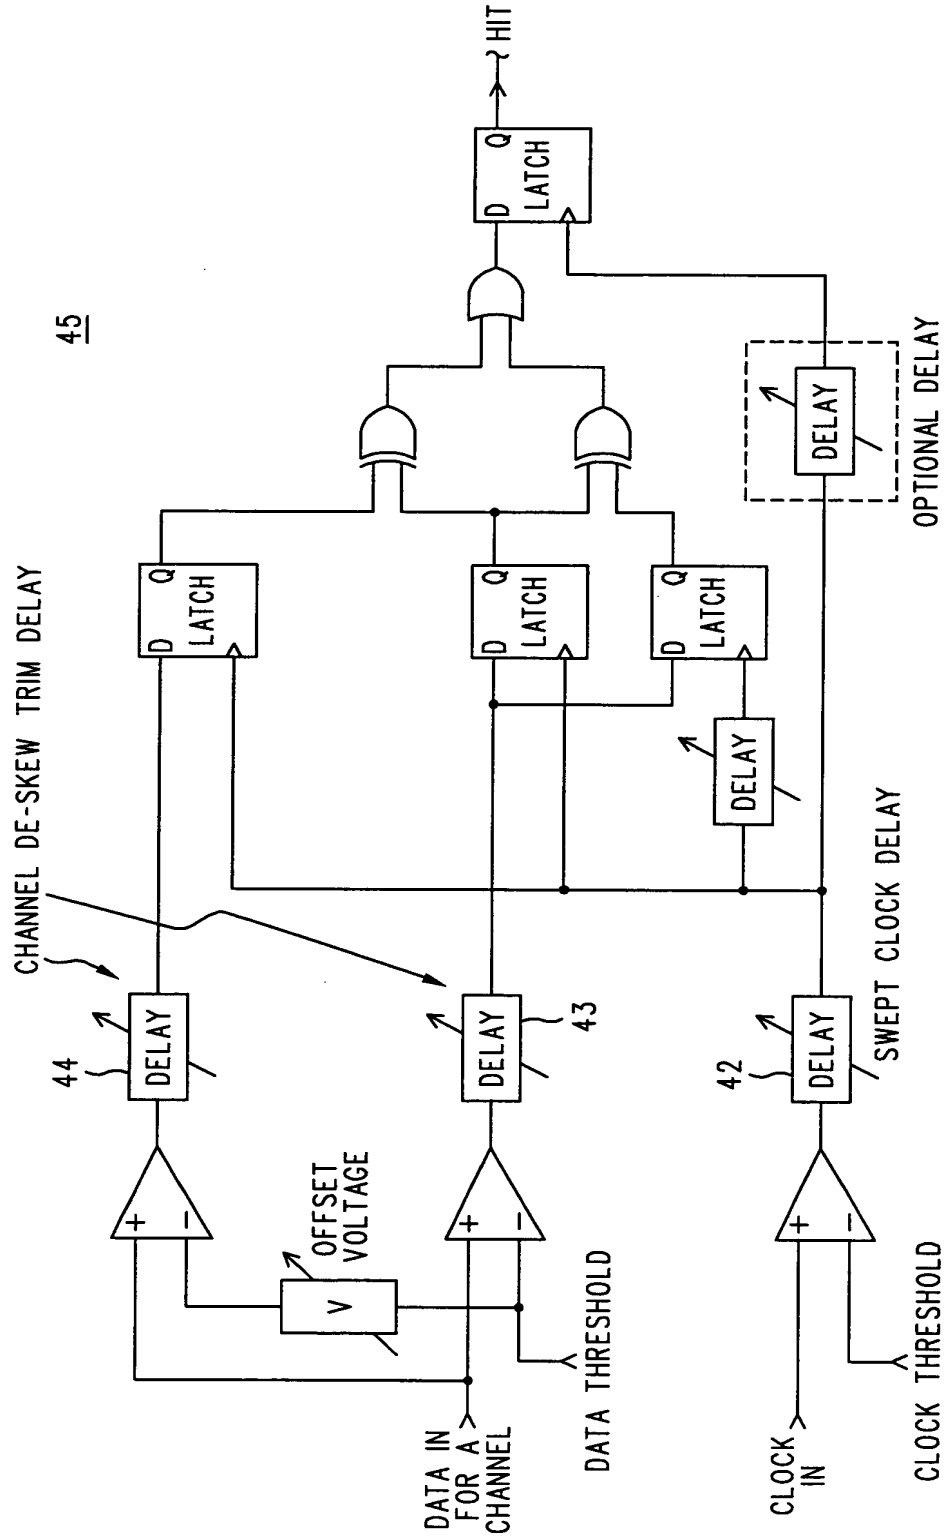 45
CHANNEL DE-SKEW TRIM DELAY
44
DELAY
D
Q
LATCH
+
−
OFFSET
VOLTAGE
V
DATA IN
FOR A
CHANNEL
DATA THRESHOLD
+
−
DELAY
43
D
Q
LATCH
D
Q
LATCH
DELAY
D
Q
LATCH
HIT
CLOCK
IN
CLOCK THRESHOLD
+
−
42
DELAY
SWEPT CLOCK DELAY
DELAY
OPTIONAL DELAY